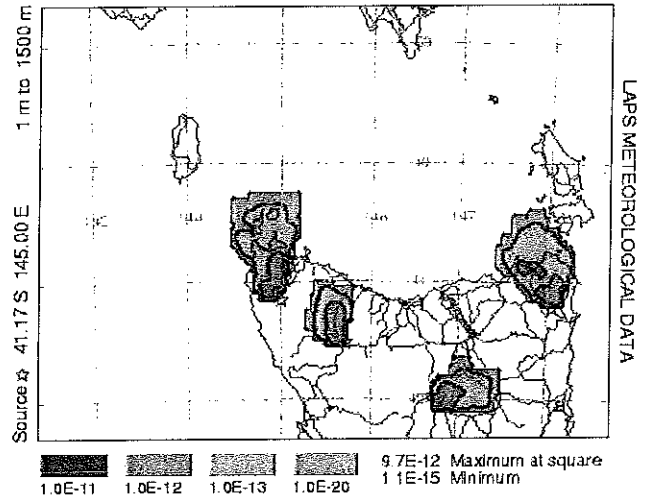 1 m to 1500 m
Source ☆ 41.17 S 145.00 E
LAPS METEOROLOGICAL DATA
147
1.0E-11 1.0E-12 1.0E-13 1.0E-20
9.7E-12 Maximum at square
1.1E-15 Minimum